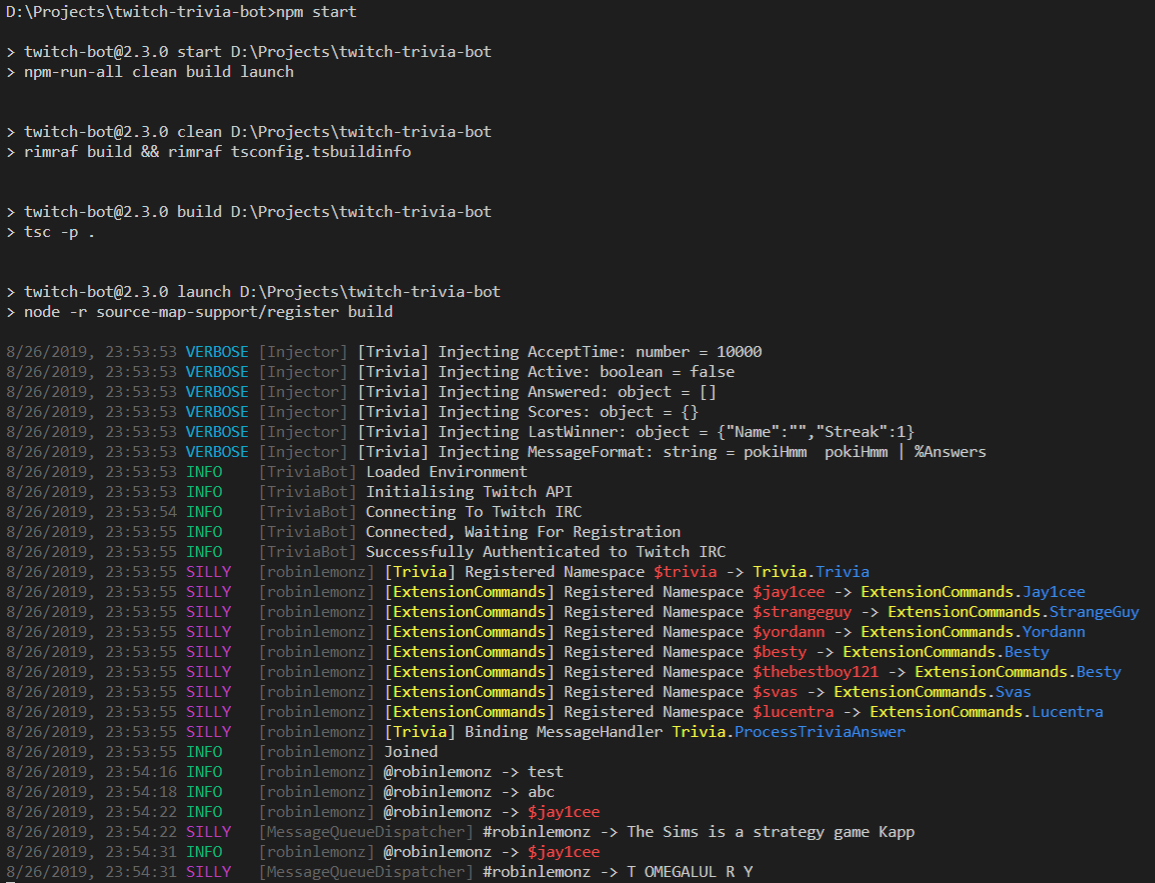 D:\Projects\twitch-trivia-bot>npm start
> twitch-bot@2.3.0 start D:\Projects\twitch-trivia-bot
> npm-run-all clean build launch
> twitch-bot@2.3.0 clean D:\Projects\twitch-trivia-bot
> rimraf build && rimraf tsconfig.tsbuildinfo
> twitch-bot@2.3.0 build D:\Projects\twitch-trivia-bot
> tsc -p .
> twitch-bot@2.3.0 launch D:\Projects\twitch-trivia-bot
> node -r source-map-support/register build
8/26/2019, 23:53:53 VERBOSE [Injector] [Trivia] Injecting AcceptTime: number = 10000
8/26/2019, 23:53:53 VERBOSE [Injector] [Trivia] Injecting Active: boolean = false
8/26/2019, 23:53:53 VERBOSE [Injector] [Trivia] Injecting Answered: object = []
8/26/2019, 23:53:53 VERBOSE [Injector] [Trivia] Injecting Scores: object = {}
8/26/2019, 23:53:53 VERBOSE [Injector] [Trivia] Injecting LastWinner: object = {"Name":"","Streak":1}
8/26/2019, 23:53:53 VERBOSE [Injector] [Trivia] Injecting MessageFormat: string = pokiHmm  pokiHmm | %Answers
8/26/2019, 23:53:53 INFO    [TriviaBot] Loaded Environment
8/26/2019, 23:53:53 INFO    [TriviaBot] Initialising Twitch API
8/26/2019, 23:53:54 INFO    [TriviaBot] Connecting To Twitch IRC
8/26/2019, 23:53:55 INFO    [TriviaBot] Connected, Waiting For Registration
8/26/2019, 23:53:55 INFO    [TriviaBot] Successfully Authenticated to Twitch IRC
8/26/2019, 23:53:55 SILLY   [robinlemonz] [Trivia] Registered Namespace $trivia -> Trivia.Trivia
8/26/2019, 23:53:55 SILLY   [robinlemonz] [ExtensionCommands] Registered Namespace $jay1cee -> ExtensionCommands.Jay1cee
8/26/2019, 23:53:55 SILLY   [robinlemonz] [ExtensionCommands] Registered Namespace $strangeguy -> ExtensionCommands.StrangeGuy
8/26/2019, 23:53:55 SILLY   [robinlemonz] [ExtensionCommands] Registered Namespace $yordann -> ExtensionCommands.Yordann
8/26/2019, 23:53:55 SILLY   [robinlemonz] [ExtensionCommands] Registered Namespace $besty -> ExtensionCommands.Besty
8/26/2019, 23:53:55 SILLY   [robinlemonz] [ExtensionCommands] Registered Namespace $thebestboy121 -> ExtensionCommands.Besty
8/26/2019, 23:53:55 SILLY   [robinlemonz] [ExtensionCommands] Registered Namespace $svas -> ExtensionCommands.Svas
8/26/2019, 23:53:55 SILLY   [robinlemonz] [ExtensionCommands] Registered Namespace $lucentra -> ExtensionCommands.Lucentra
8/26/2019, 23:53:55 SILLY   [robinlemonz] [Trivia] Binding MessageHandler Trivia.ProcessTriviaAnswer
8/26/2019, 23:53:55 INFO    [robinlemonz] Joined
8/26/2019, 23:54:16 INFO    [robinlemonz] @robinlemonz -> test
8/26/2019, 23:54:18 INFO    [robinlemonz] @robinlemonz -> abc
8/26/2019, 23:54:22 INFO    [robinlemonz] @robinlemonz -> $jay1cee
8/26/2019, 23:54:22 SILLY   [MessageQueueDispatcher] #robinlemonz -> The Sims is a strategy game Kapp
8/26/2019, 23:54:31 INFO    [robinlemonz] @robinlemonz -> $jay1cee
8/26/2019, 23:54:31 SILLY   [MessageQueueDispatcher] #robinlemonz -> T OMEGALUL R Y